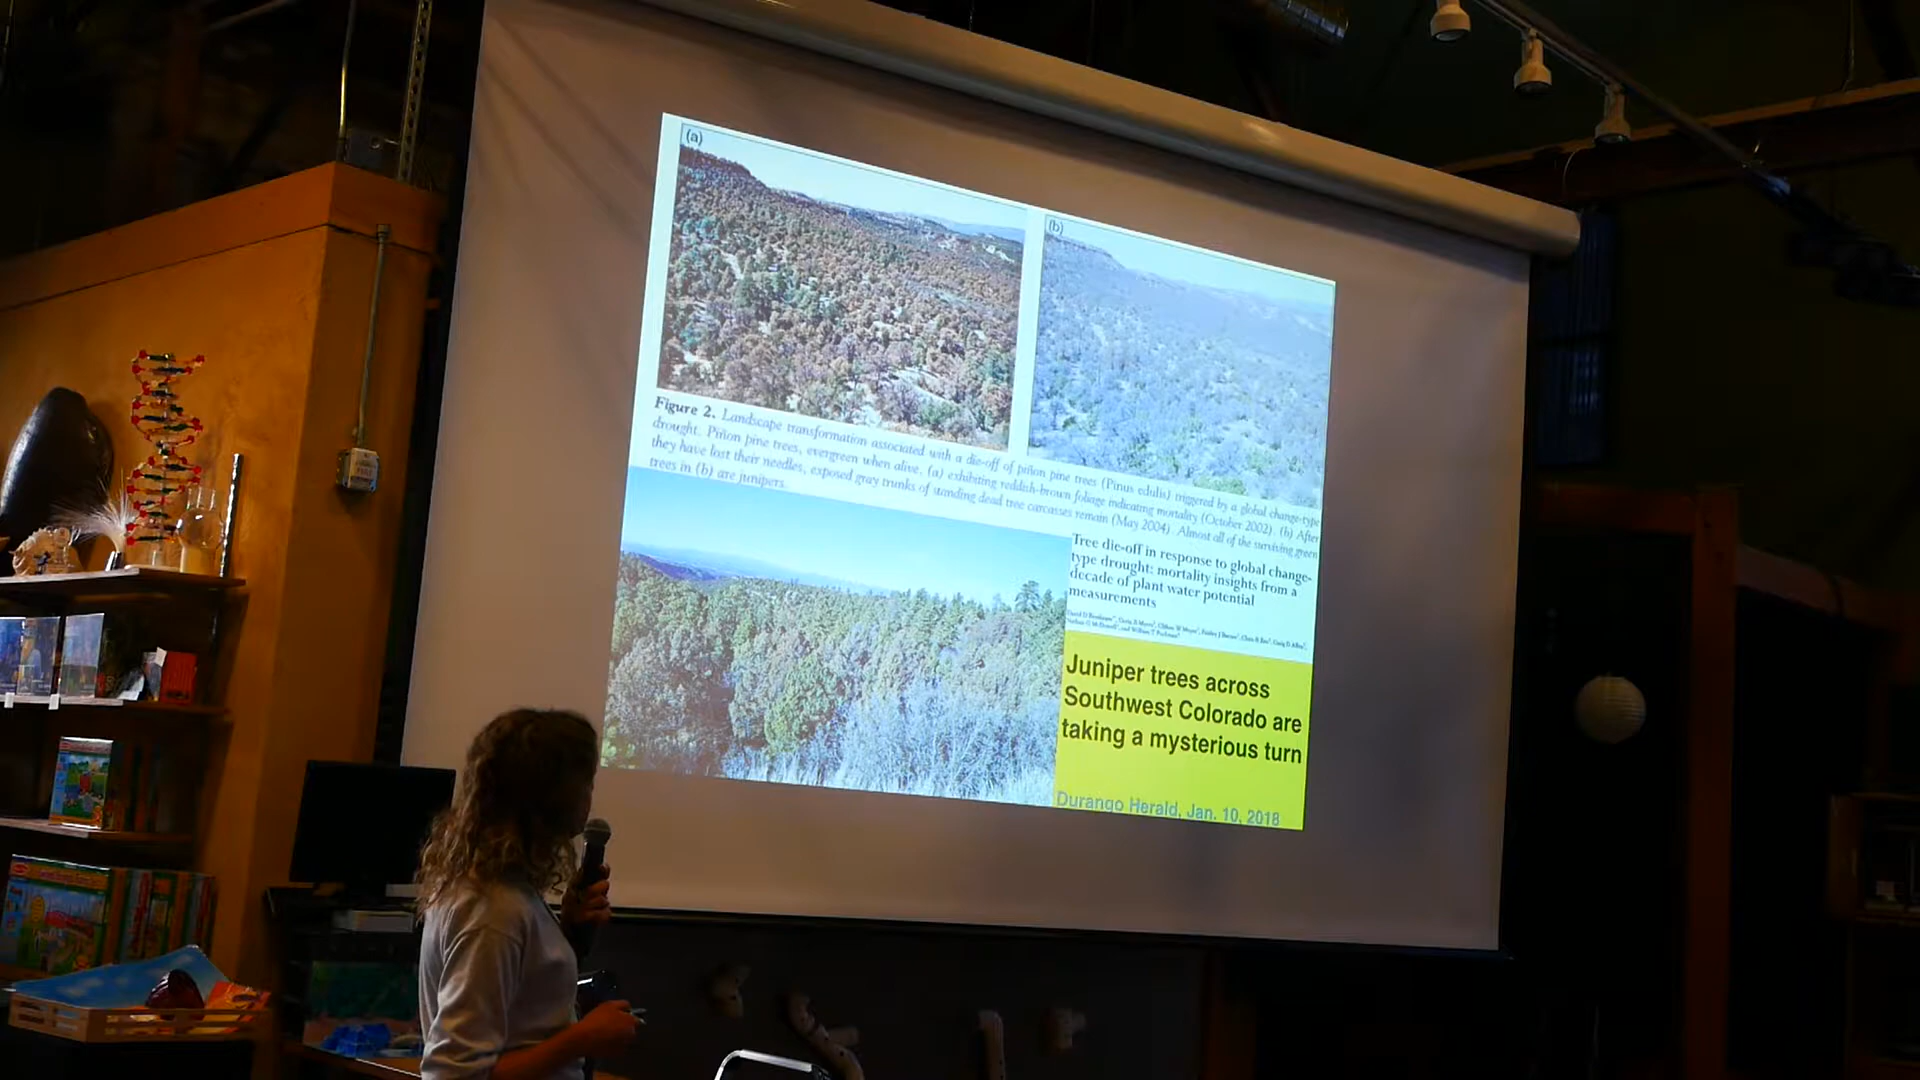 (a)
(b)
Figure 2. Landscape transformation associated with a die-off of piñon pine trees (Pinus edulis) triggered by a global change-type
drought. Piñon pine trees, evergreen when alive, (a) exhibiting reddish-brown foliage indicating mortality (October 2002). (b) After
they have lost their needles, exposed gray trunks of standing dead tree carcasses remain (May 2004). Almost all of the surviving green
trees in (b) are junipers.
Tree die-off in response to global change-
type drought: mortality insights from a
decade of plant water potential
measurements
Juniper trees across
Southwest Colorado are
taking a mysterious turn
Durango Herald, Jan. 10, 2018